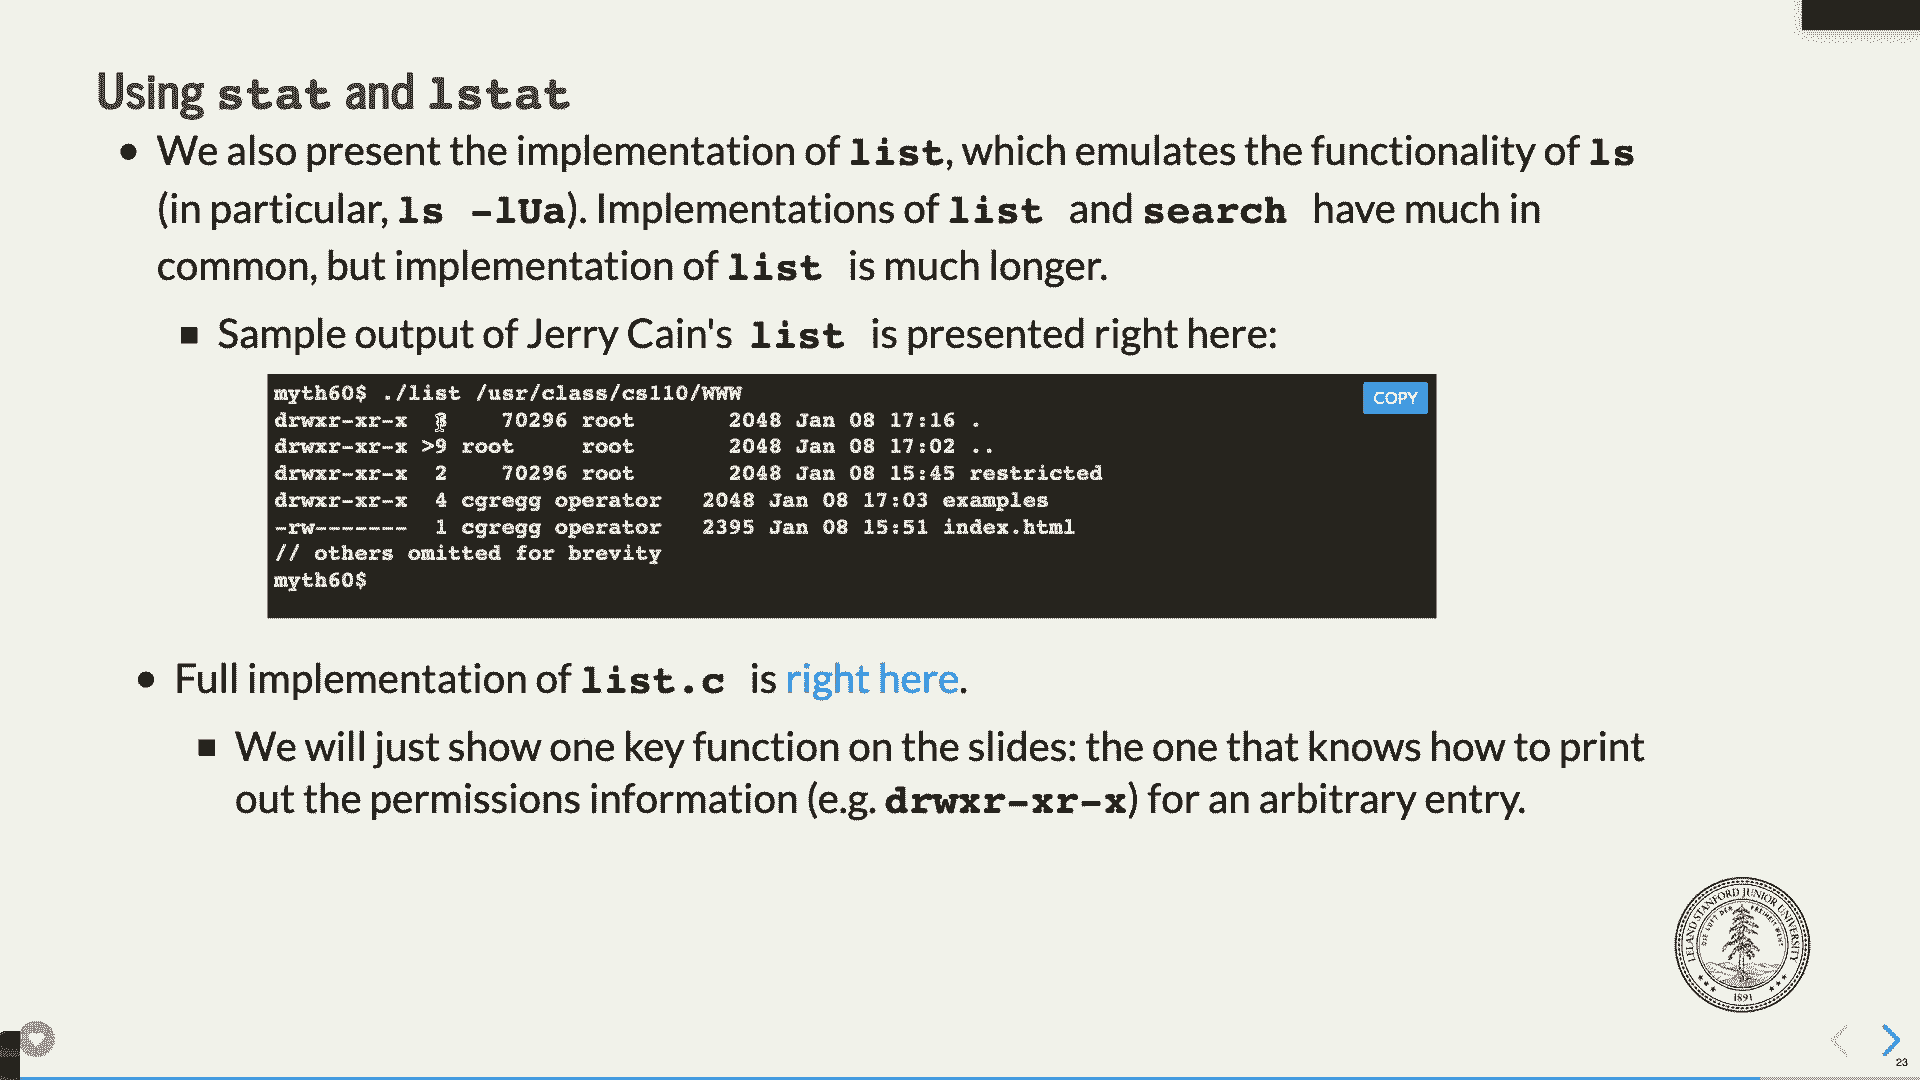 Using stat and lstat
• We also present the implementation of list, which emulates the functionality of ls
(in particular, ls -lUa). Implementations of list and search have much in
common, but implementation of list is much longer.
▪ Sample output of Jerry Cain's list is presented right here:
myth60$ ./list /usr/class/cs110/WWW
COPY
drwxr-xr-x 70296 root 2048 Jan 08 17:16 .
drwxr-xr-x >9 root root 2048 Jan 08 17:02 ..
drwxr-xr-x 2 70296 root 2048 Jan 08 15:45 restricted
drwxr-xr-x 4 cgregg operator 2048 Jan 08 17:03 examples
-rw------- 1 cgregg operator 2395 Jan 08 15:51 index.html
// others omitted for brevity
myth60$
• Full implementation of list.c is right here.
▪ We will just show one key function on the slides: the one that knows how to print
out the permissions information (e.g. drwxr-xr-x) for an arbitrary entry.
LELAND STANFORD JUNIOR UNIVERSITY
DIE LUFT DER FREIHEIT WEHT
1891
23